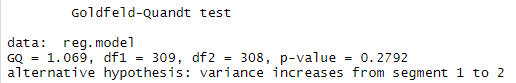 Goldfeld-Quandt test
data:  reg.model
GQ = 1.069, df1 = 309, df2 = 308, p-value = 0.2792
alternative hypothesis: variance increases from segment 1 to 2